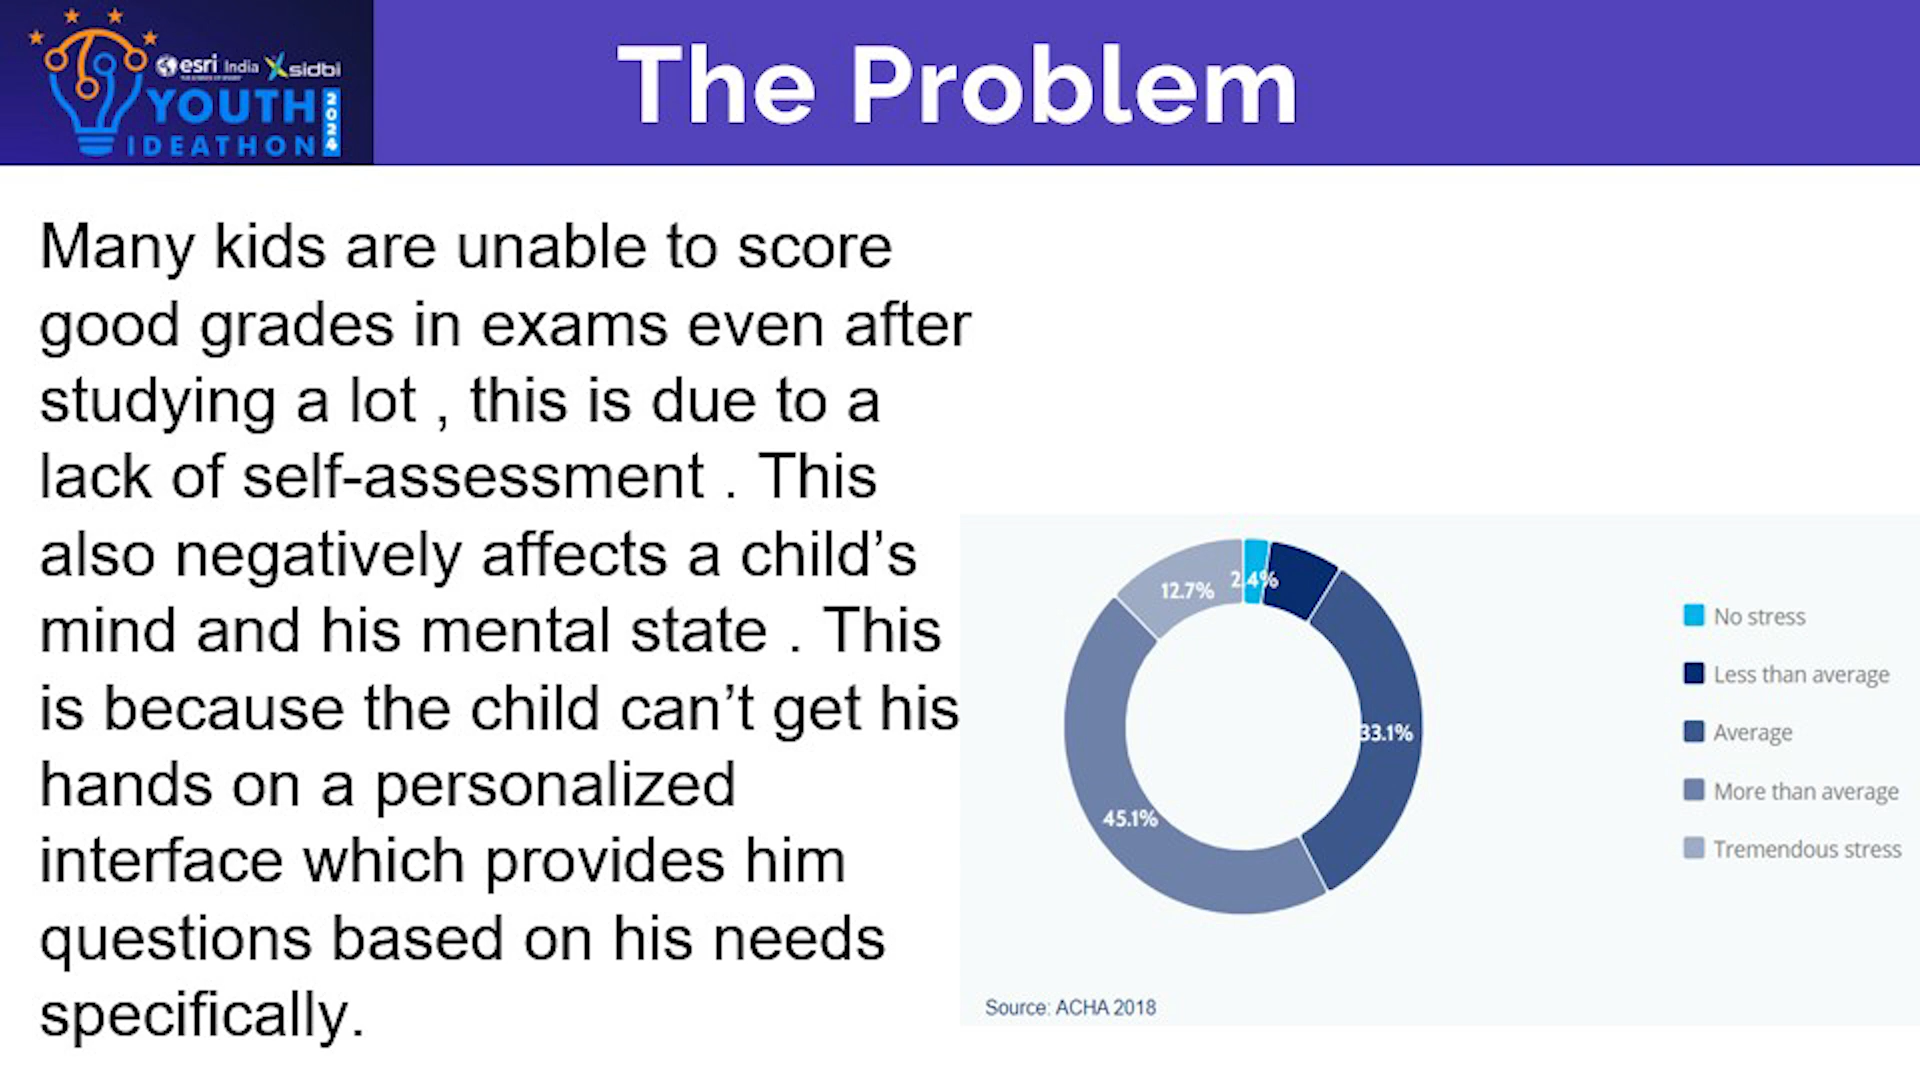 esri India sidbi
YOUTH 2024
IDEATHON
The Problem
Many kids are unable to score
good grades in exams even after
studying a lot , this is due to a
lack of self-assessment . This
also negatively affects a child’s
mind and his mental state . This
is because the child can’t get his
hands on a personalized
interface which provides him
questions based on his needs
specifically.
12.7% 2.4%
33.1%
45.1%
No stress
Less than average
Average
More than average
Tremendous stress
Source: ACHA 2018